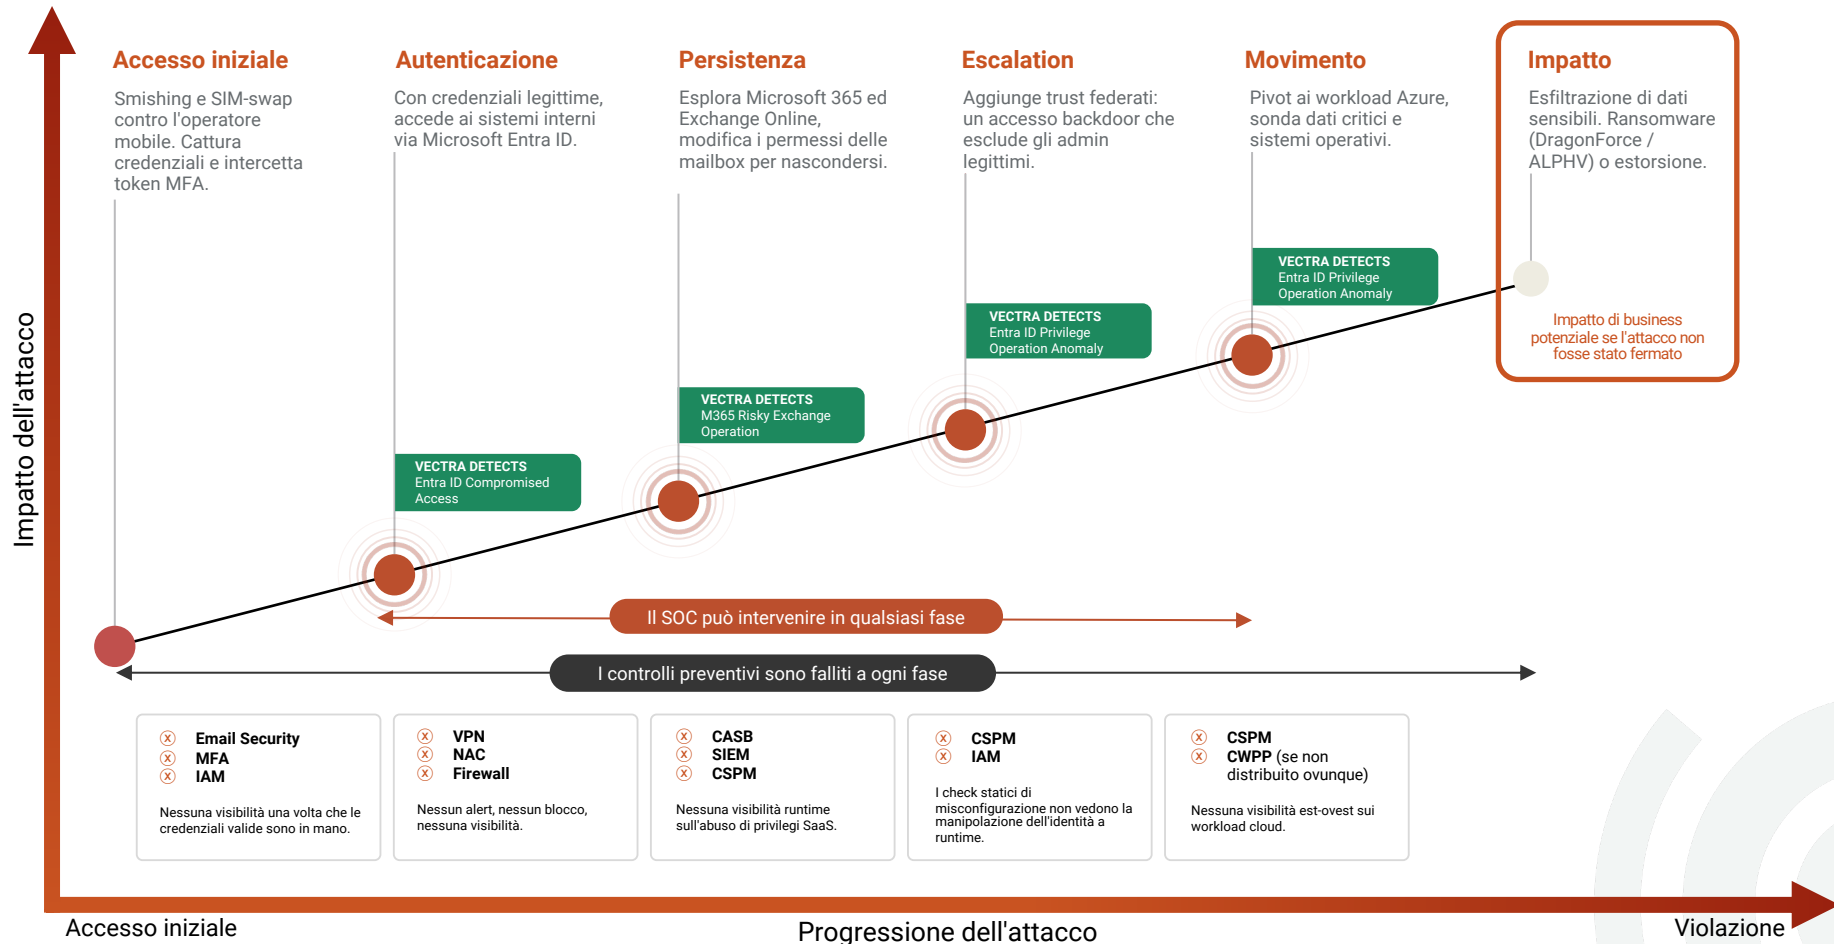 Accesso iniziale
Smishing e SIM-swap
contro l'operatore
mobile. Cattura
credenziali e intercetta
token MFA.
Autenticazione
Con credenziali legittime,
accede ai sistemi interni
via Microsoft Entra ID.
Persistenza
Esplora Microsoft 365 ed
Exchange Online,
modifica i permessi delle
mailbox per nascondersi.
Escalation
Aggiunge trust federati:
un accesso backdoor che
esclude gli admin
legittimi.
Movimento
Pivot ai workload Azure,
sonda dati critici e
sistemi operativi.
Impatto
Esfiltrazione di dati
sensibili. Ransomware
(DragonForce /
ALPHV) o estorsione.
VECTRA DETECTS
Entra ID Compromised
Access
VECTRA DETECTS
M365 Risky Exchange
Operation
VECTRA DETECTS
Entra ID Privilege
Operation Anomaly
VECTRA DETECTS
Entra ID Privilege
Operation Anomaly
Impatto di business
potenziale se l'attacco non
fosse stato fermato
Impatto dell'attacco
Il SOC può intervenire in qualsiasi fase
I controlli preventivi sono falliti a ogni fase
x Email Security
x MFA
x IAM
Nessuna visibilità una volta che le
credenziali valide sono in mano.
x VPN
x NAC
x Firewall
Nessun alert, nessun blocco,
nessuna visibilità.
x CASB
x SIEM
x CSPM
Nessuna visibilità runtime
sull'abuso di privilegi SaaS.
x CSPM
x IAM
I check statici di
misconfigurazione non vedono la
manipolazione dell'identità a
runtime.
x CSPM
x CWPP (se non
distribuito ovunque)
Nessuna visibilità est-ovest sui
workload cloud.
Accesso iniziale
Progressione dell'attacco
Violazione